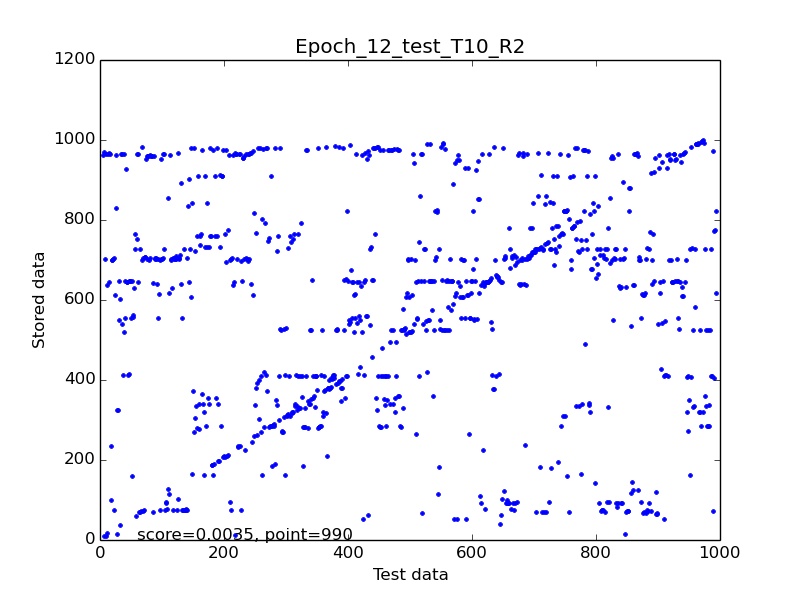 Epoch_12_test_T10_R2
1200
1000
800
600
400
200
0
Stored data
score=0.0035, point=990
0 200 400 600 800 1000
Test data